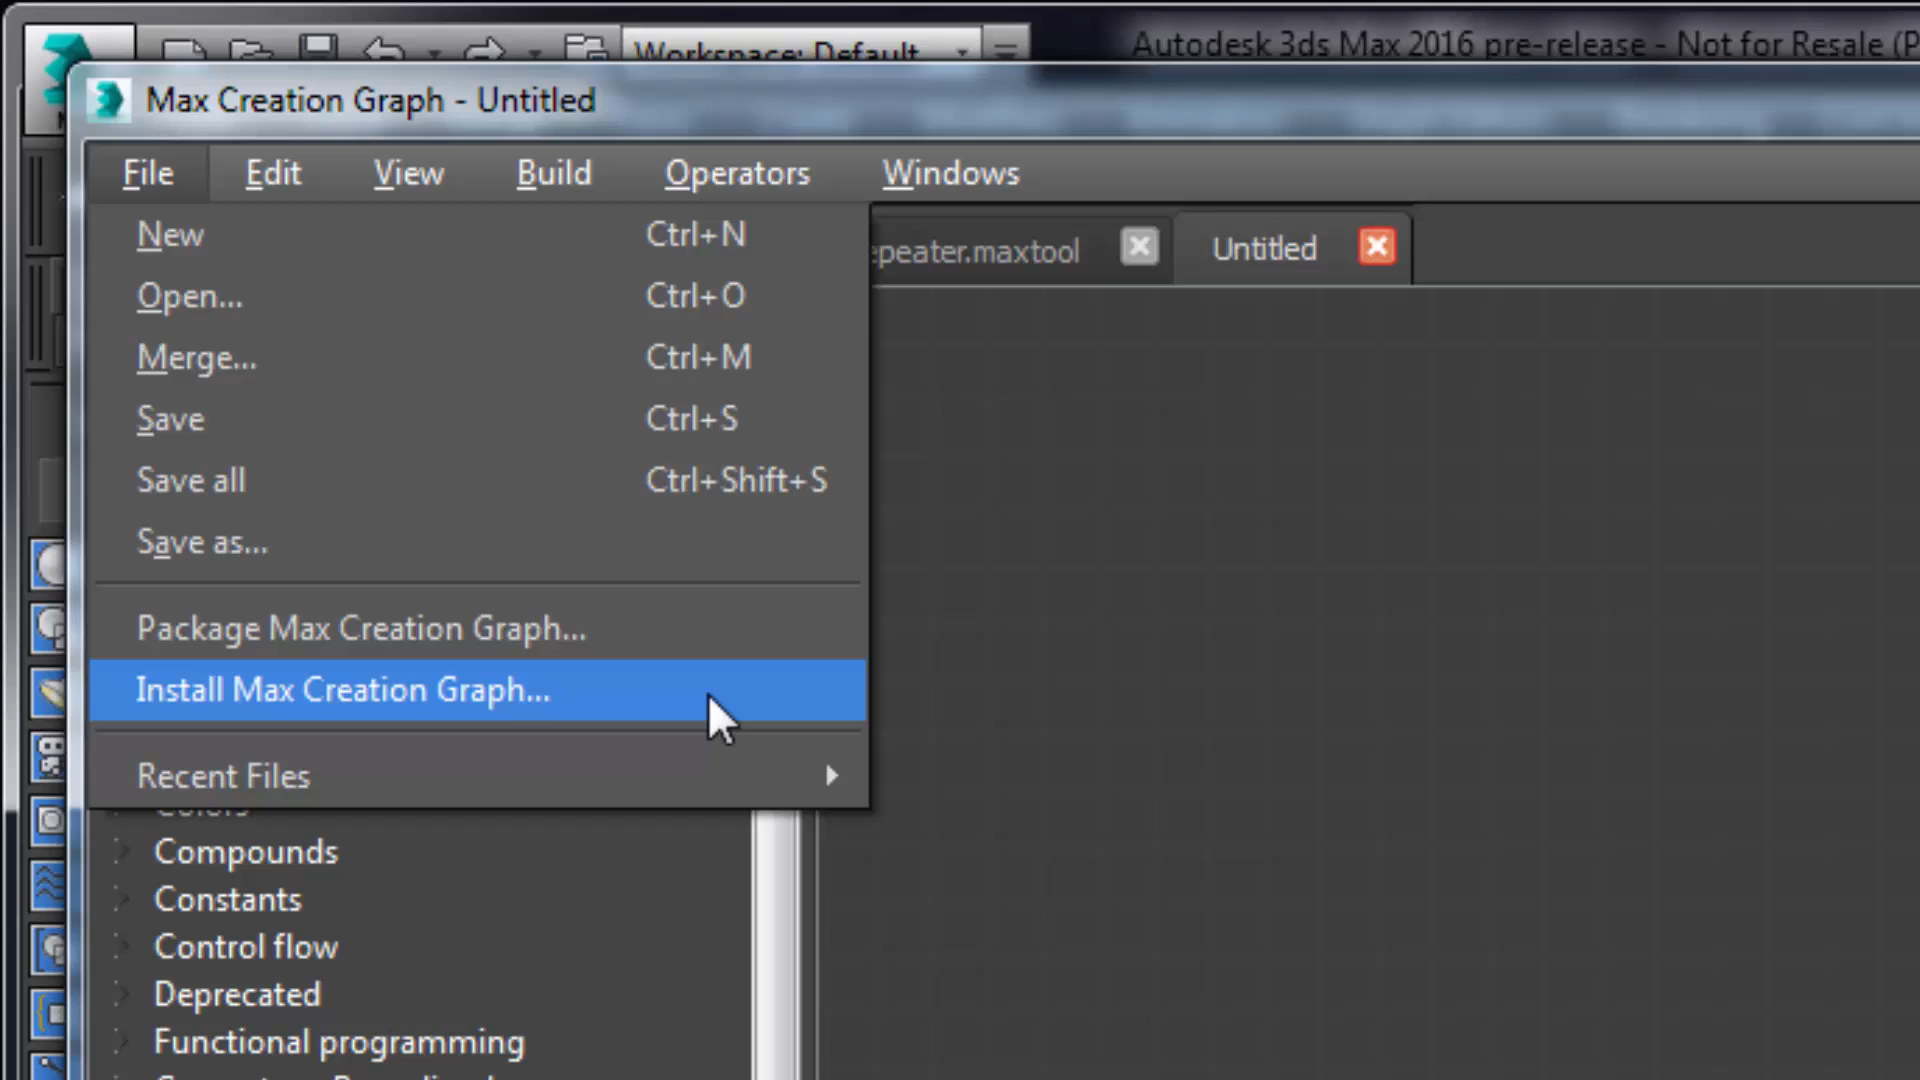 Workspace: Default
Autodesk 3ds Max 2016 pre-release - Not for Resale (P
Max Creation Graph - Untitled
File Edit View Build Operators Windows
New Ctrl+N
Open... Ctrl+O
Merge... Ctrl+M
Save Ctrl+S
Save all Ctrl+Shift+S
Save as...
Package Max Creation Graph...
Install Max Creation Graph...
Recent Files
epeater.maxtool
Untitled
Colors
Compounds
Constants
Control flow
Deprecated
Functional programming